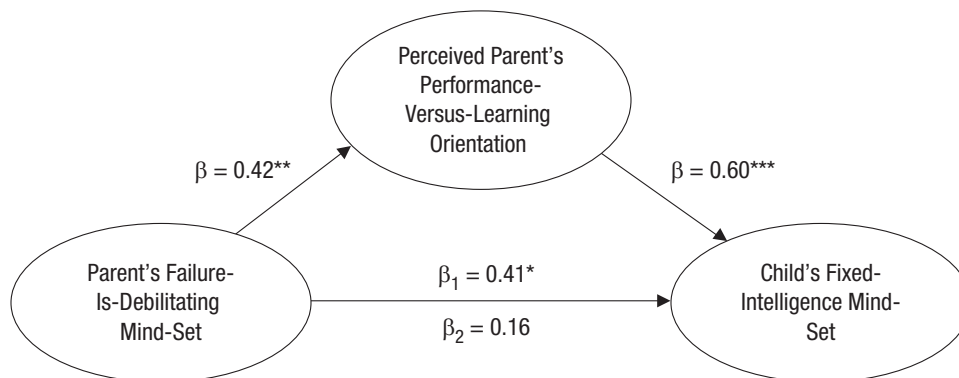 Perceived Parent's
Performance-
Versus-Learning
Orientation
β = 0.42**
β = 0.60***
Parent's Failure-
Is-Debilitating
Mind-Set
β₁ = 0.41*
β₂ = 0.16
Child's Fixed-
Intelligence Mind-
Set